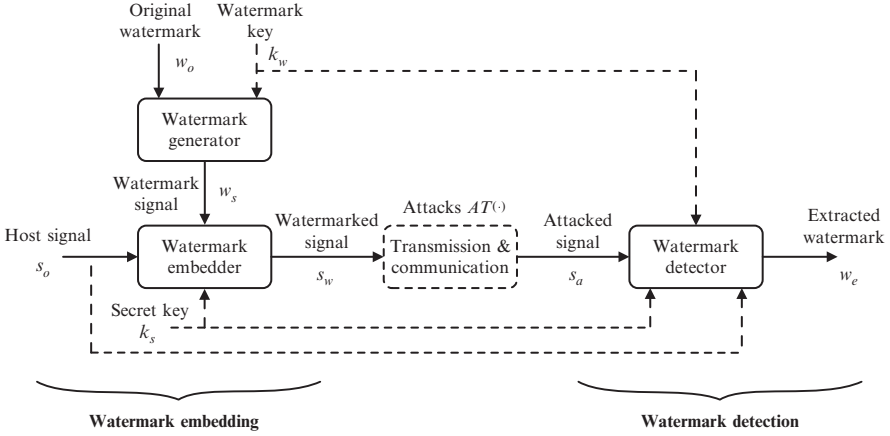 Original
watermark
w_o
Watermark
key
k_w
Watermark
generator
Watermark
signal
w_s
Host signal
s_o
Watermark
embedder
Watermarked
signal
s_w
Attacks AT(·)
Transmission &
communication
Attacked
signal
s_a
Watermark
detector
Extracted
watermark
w_e
Secret key
k_s
Watermark embedding
Watermark detection